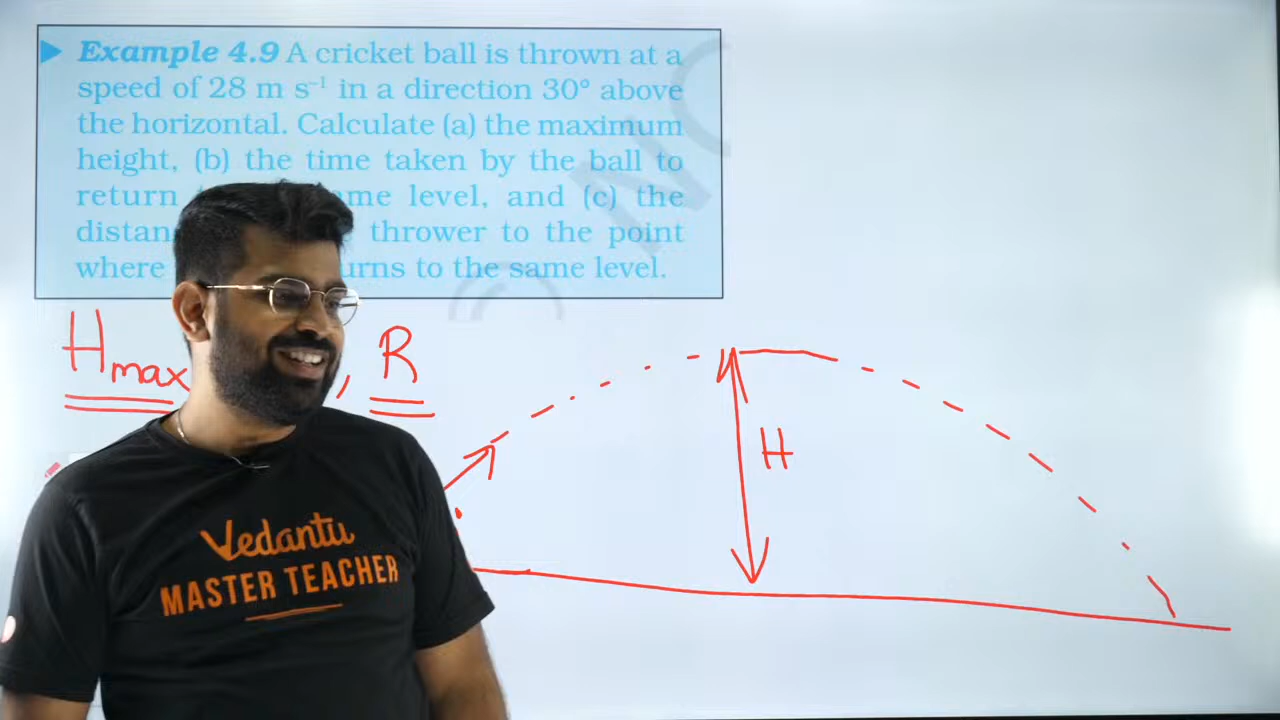 Example 4.9 A cricket ball is thrown at a
speed of 28 m s⁻¹ in a direction 30° above
the horizontal. Calculate (a) the maximum
height, (b) the time taken by the ball to
return ame level, and (c) the
distan thrower to the point
where urns to the same level.
Hmax , R
H
Vedantu
MASTER TEACHER